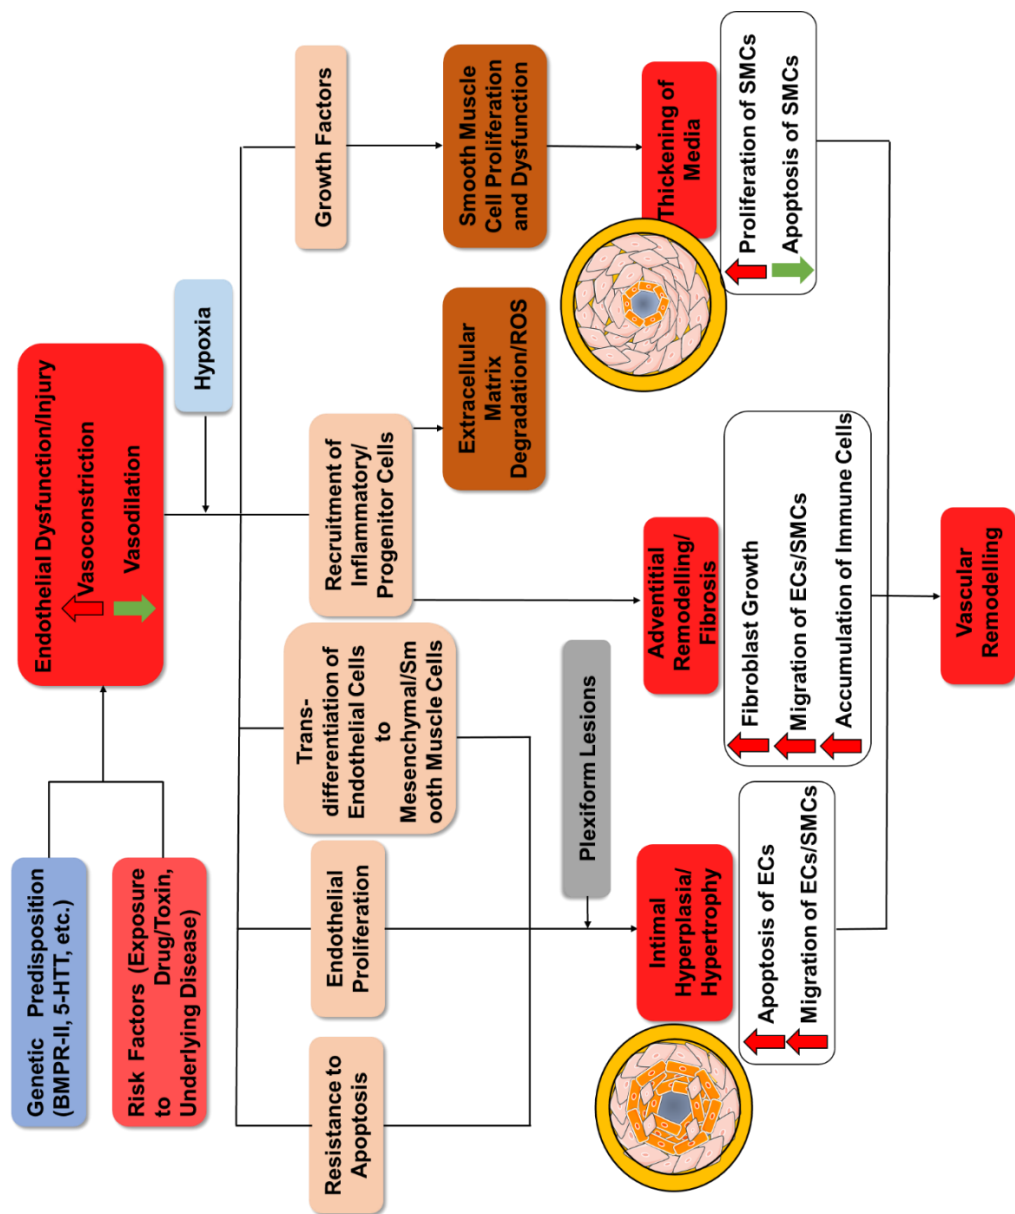 Genetic Predisposition
(BMPR-II, 5-HTT, etc.)
Risk Factors (Exposure
to Drug/Toxin,
Underlying Disease)
Endothelial Dysfunction/Injury
Vasoconstriction
Vasodilation
Hypoxia
Resistance to
Apoptosis
Endothelial
Proliferation
Trans-
differentiation of
Endothelial Cells
to
Mesenchymal/Sm
ooth Muscle Cells
Recruitment of
Inflammatory/
Progenitor Cells
Growth Factors
Extracellular
Matrix
Degradation/ROS
Smooth Muscle
Cell Proliferation
and Dysfunction
Plexiform Lesions
Intimal
Hyperplasia/
Hypertrophy
Adventitial
Remodelling/
Fibrosis
Thickening of
Media
Apoptosis of ECs
Migration of ECs/SMCs
Fibroblast Growth
Migration of ECs/SMCs
Accumulation of Immune Cells
Proliferation of SMCs
Apoptosis of SMCs
Vascular
Remodelling